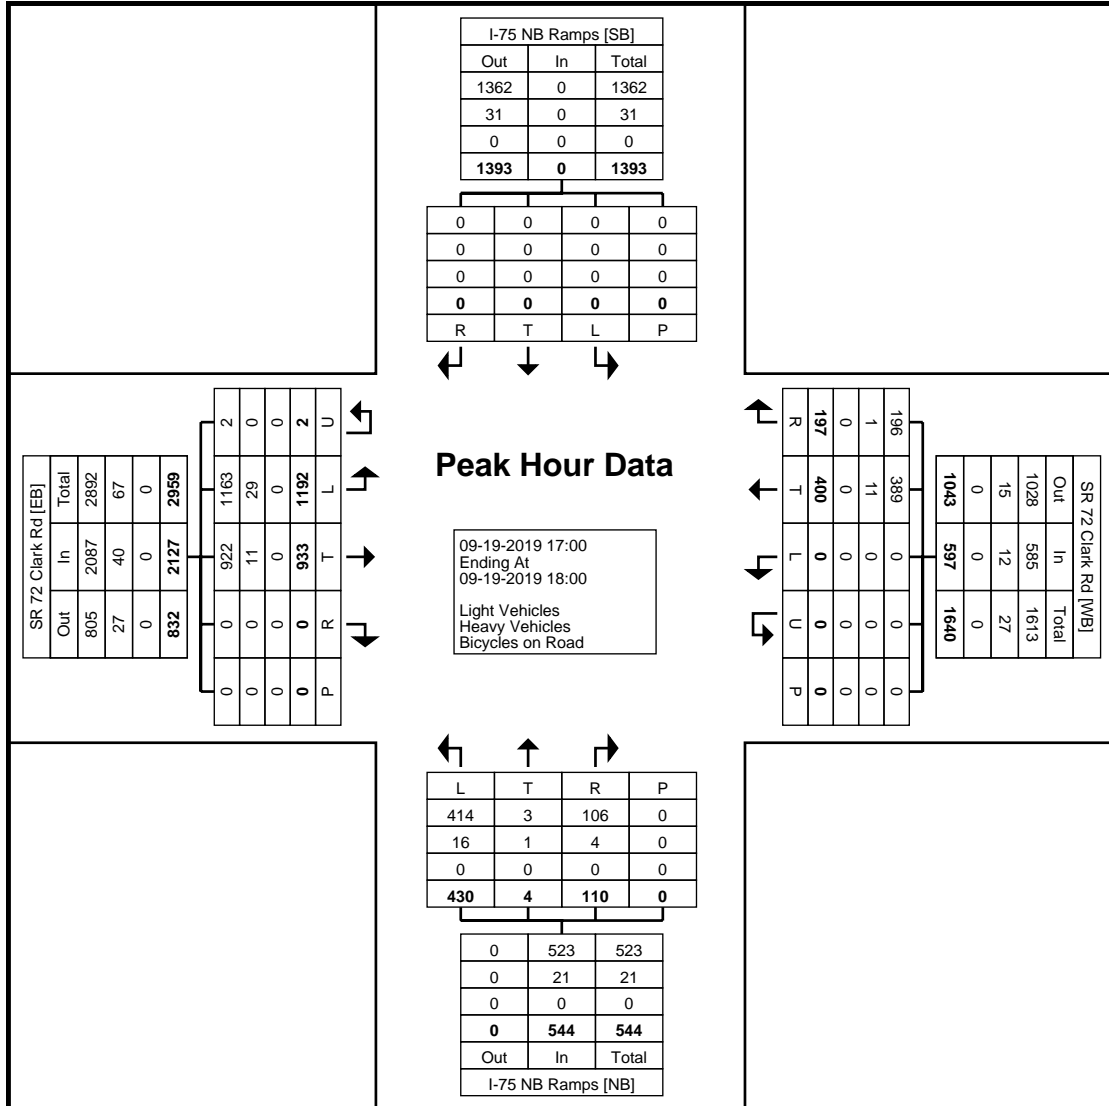 I-75 NB Ramps [SB]
Out In Total
1362 0 1362
31 0 31
0 0 0
1393 0 1393
0 0 0 0
0 0 0 0
0 0 0 0
0 0 0 0
R T L P
SR 72 Clark Rd [EB]
Total In Out
2892 2087 805
67 40 27
0 0 0
2959 2127 832
2 1163 922 0 0
0 29 11 0 0
0 0 0 0 0
2 1192 933 0 0
U L T R P
Peak Hour Data
09-19-2019 17:00
Ending At
09-19-2019 18:00
Light Vehicles
Heavy Vehicles
Bicycles on Road
SR 72 Clark Rd [WB]
Out In Total
1028 585 1613
15 12 27
0 0 0
1043 597 1640
196 389 0 0 0
1 11 0 0 0
0 0 0 0 0
197 400 0 0 0
R T L U P
L T R P
414 3 106 0
16 1 4 0
0 0 0 0
430 4 110 0
0 523 523
0 21 21
0 0 0
0 544 544
Out In Total
I-75 NB Ramps [NB]